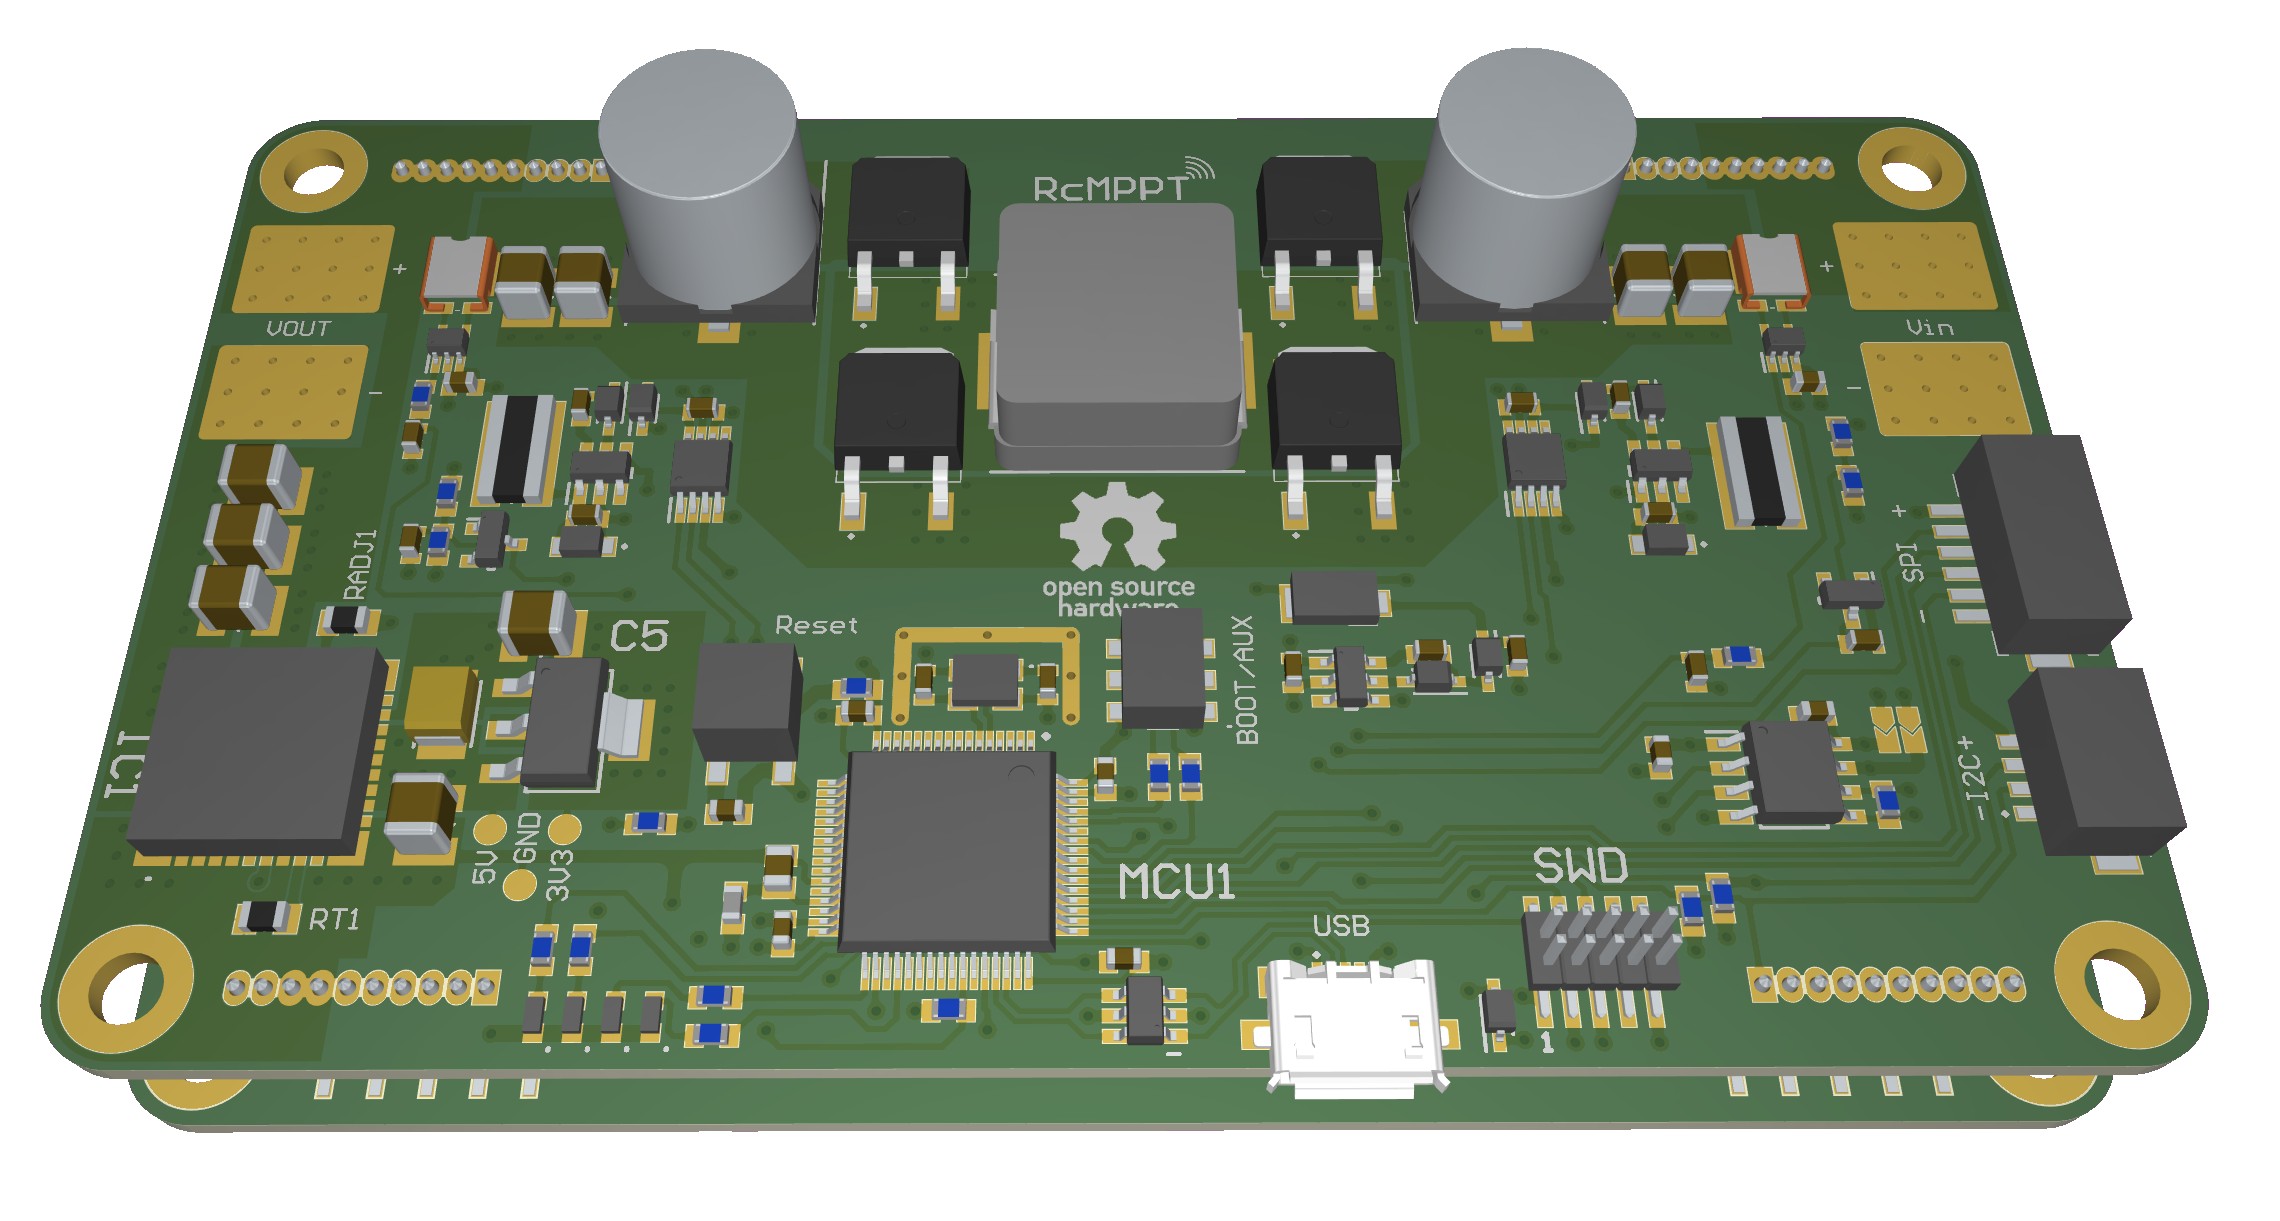 RcMPPT
+
+
VOUT
Vin
-
-
open source
hardware
RADJ1
+
SPI
-
Reset
C5
BOOT/AUX
IC1
-I2C+
5V
GND
3V3
MCU1
SWD
RT1
USB
1